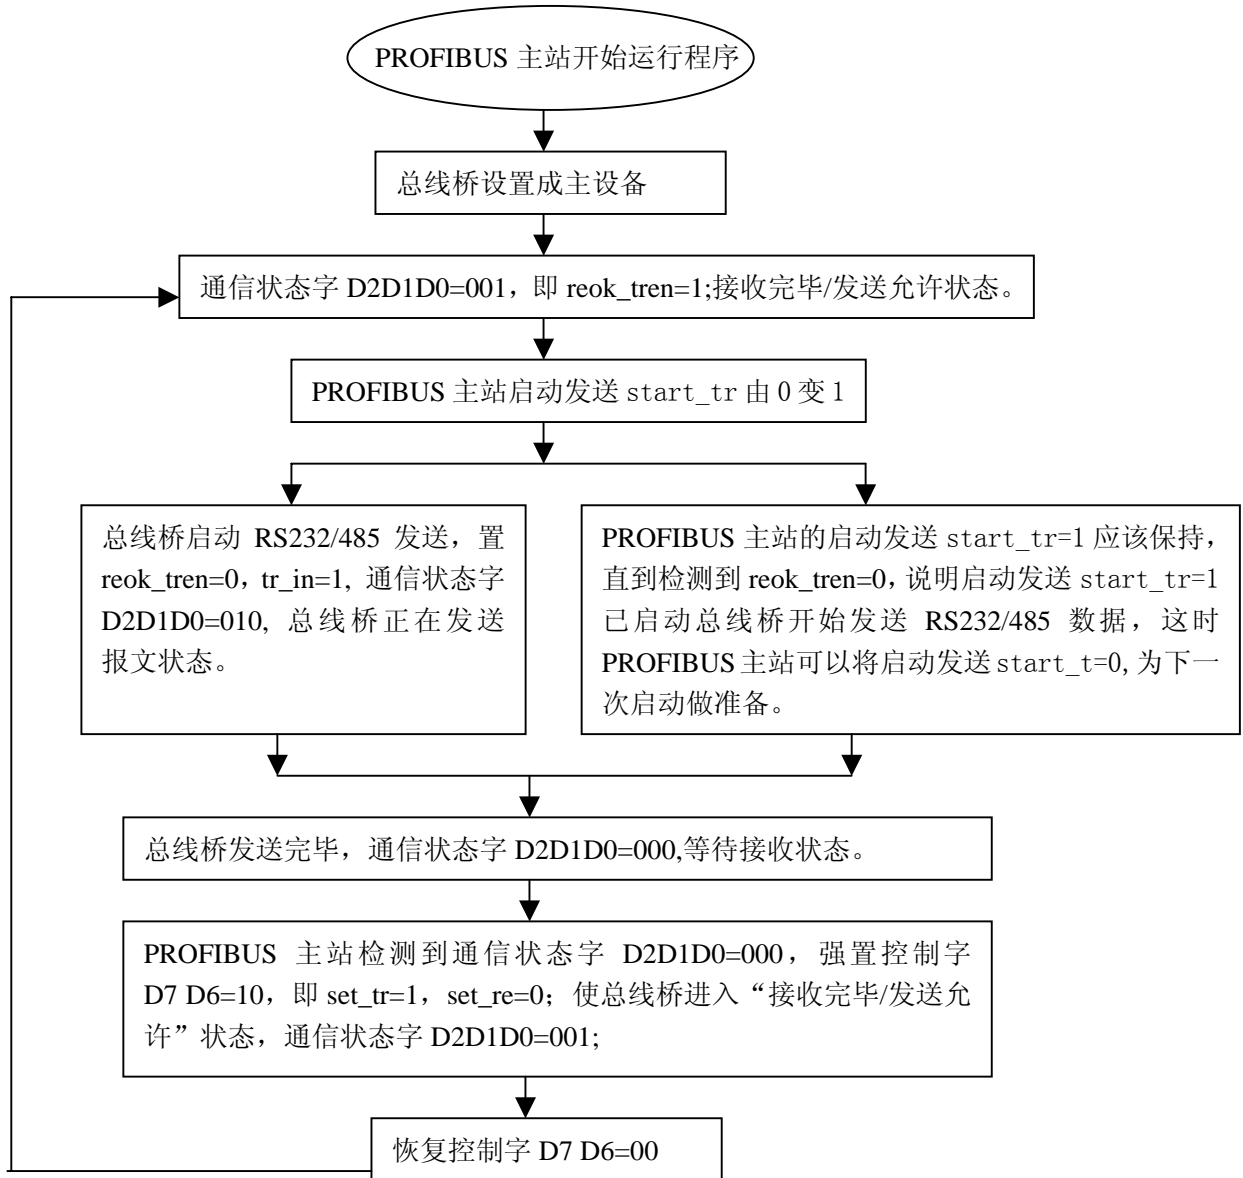 PROFIBUS 主站开始运行程序
总线桥设置成主设备
通信状态字 D2D1D0=001，即 reok_tren=1;接收完毕/发送允许状态。
PROFIBUS 主站启动发送 start_tr 由 0 变 1
总线桥启动 RS232/485 发送，置
reok_tren=0，tr_in=1, 通信状态字
D2D1D0=010, 总线桥正在发送
报文状态。
PROFIBUS 主站的启动发送 start_tr=1 应该保持，
直到检测到 reok_tren=0, 说明启动发送 start_tr=1
已启动总线桥开始发送 RS232/485 数据，这时
PROFIBUS 主站可以将启动发送 start_t=0, 为下一
次启动做准备。
总线桥发送完毕，通信状态字 D2D1D0=000,等待接收状态。
PROFIBUS 主站检测到通信状态字 D2D1D0=000，强置控制字
D7 D6=10，即 set_tr=1，set_re=0；使总线桥进入“接收完毕/发送允
许”状态，通信状态字 D2D1D0=001;
恢复控制字 D7 D6=00